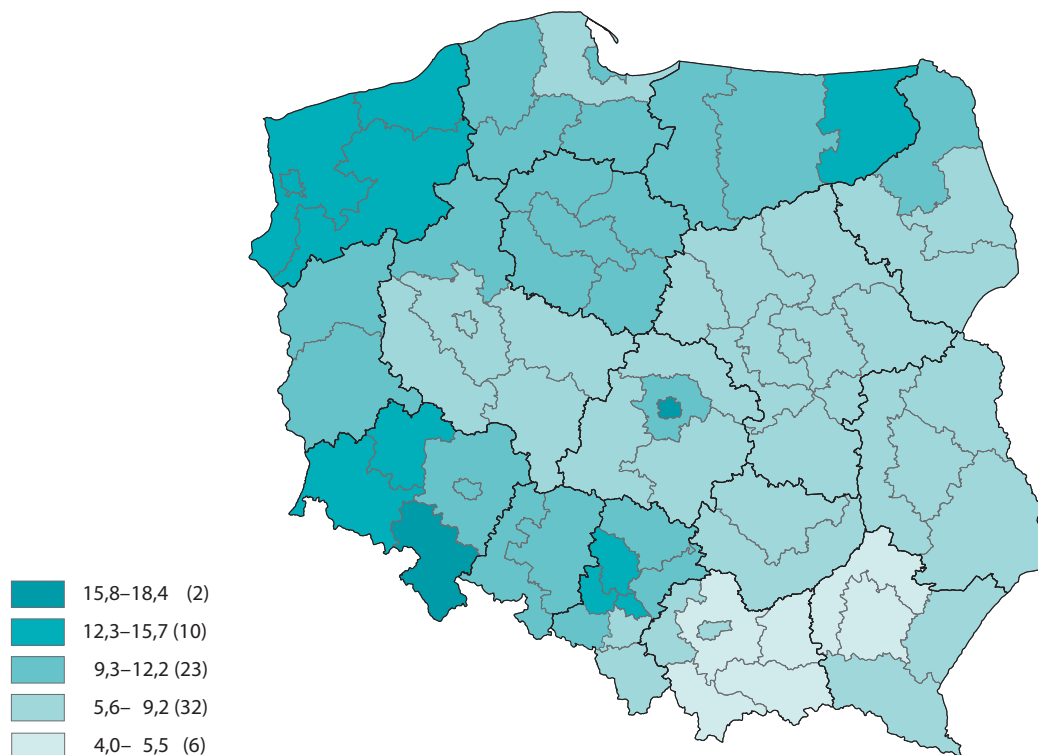 15,8–18,4 (2)
12,3–15,7 (10)
9,3–12,2 (23)
5,6– 9,2 (32)
4,0– 5,5 (6)